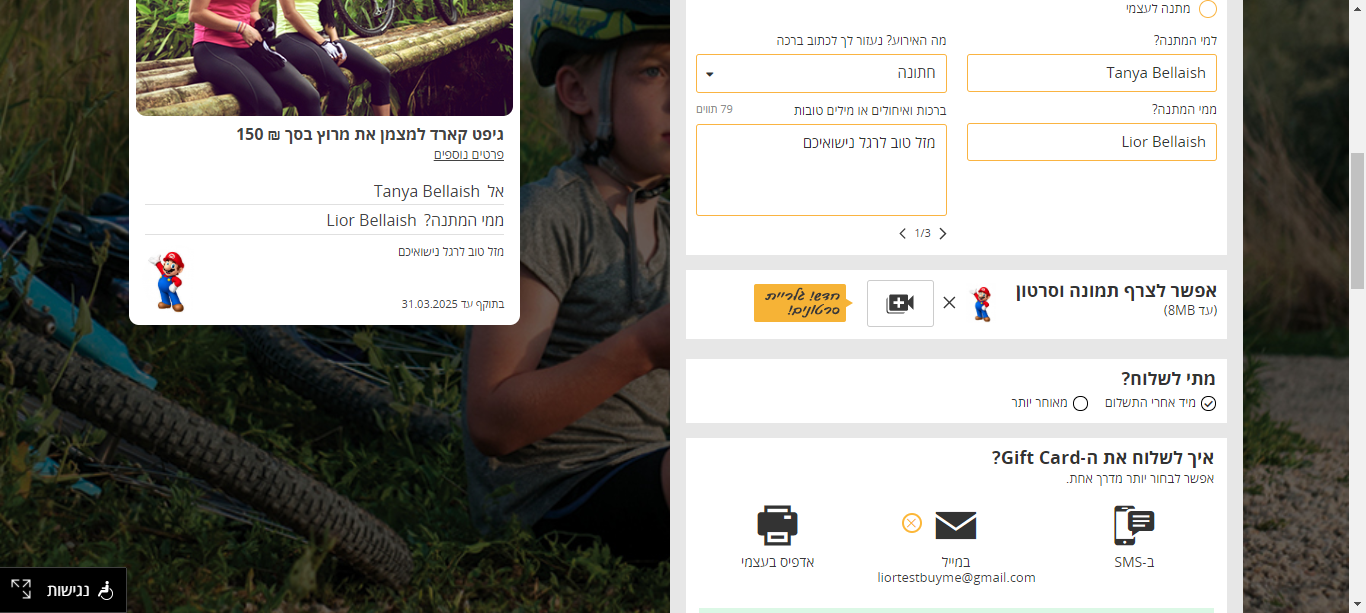 מתנה לעצמי
למי המתנה?
Tanya Bellaish
מה האירוע? נעזור לך לכתוב ברכה
חתונה
ממי המתנה?
Lior Bellaish
ברכות ואיחולים או מילים טובות
79 תווים
מזל טוב לרגל נישואיכם
1/3
אפשר לצרף תמונה וסרטון
(עד 8MB)
חדש! גלריית
סרטונים!
מתי לשלוח?
מיד אחרי התשלום
מאוחר יותר
איך לשלוח את ה-Gift Card?
אפשר לבחור יותר מדרך אחת.
ב-SMS
במייל
liortestbuyme@gmail.com
אדפיס בעצמי
גיפט קארד למצמן את מרוץ בסך ₪ 150
פרטים נוספים
אל Tanya Bellaish
ממי המתנה? Lior Bellaish
מזל טוב לרגל נישואיכם
בתוקף עד 31.03.2025
נגישות